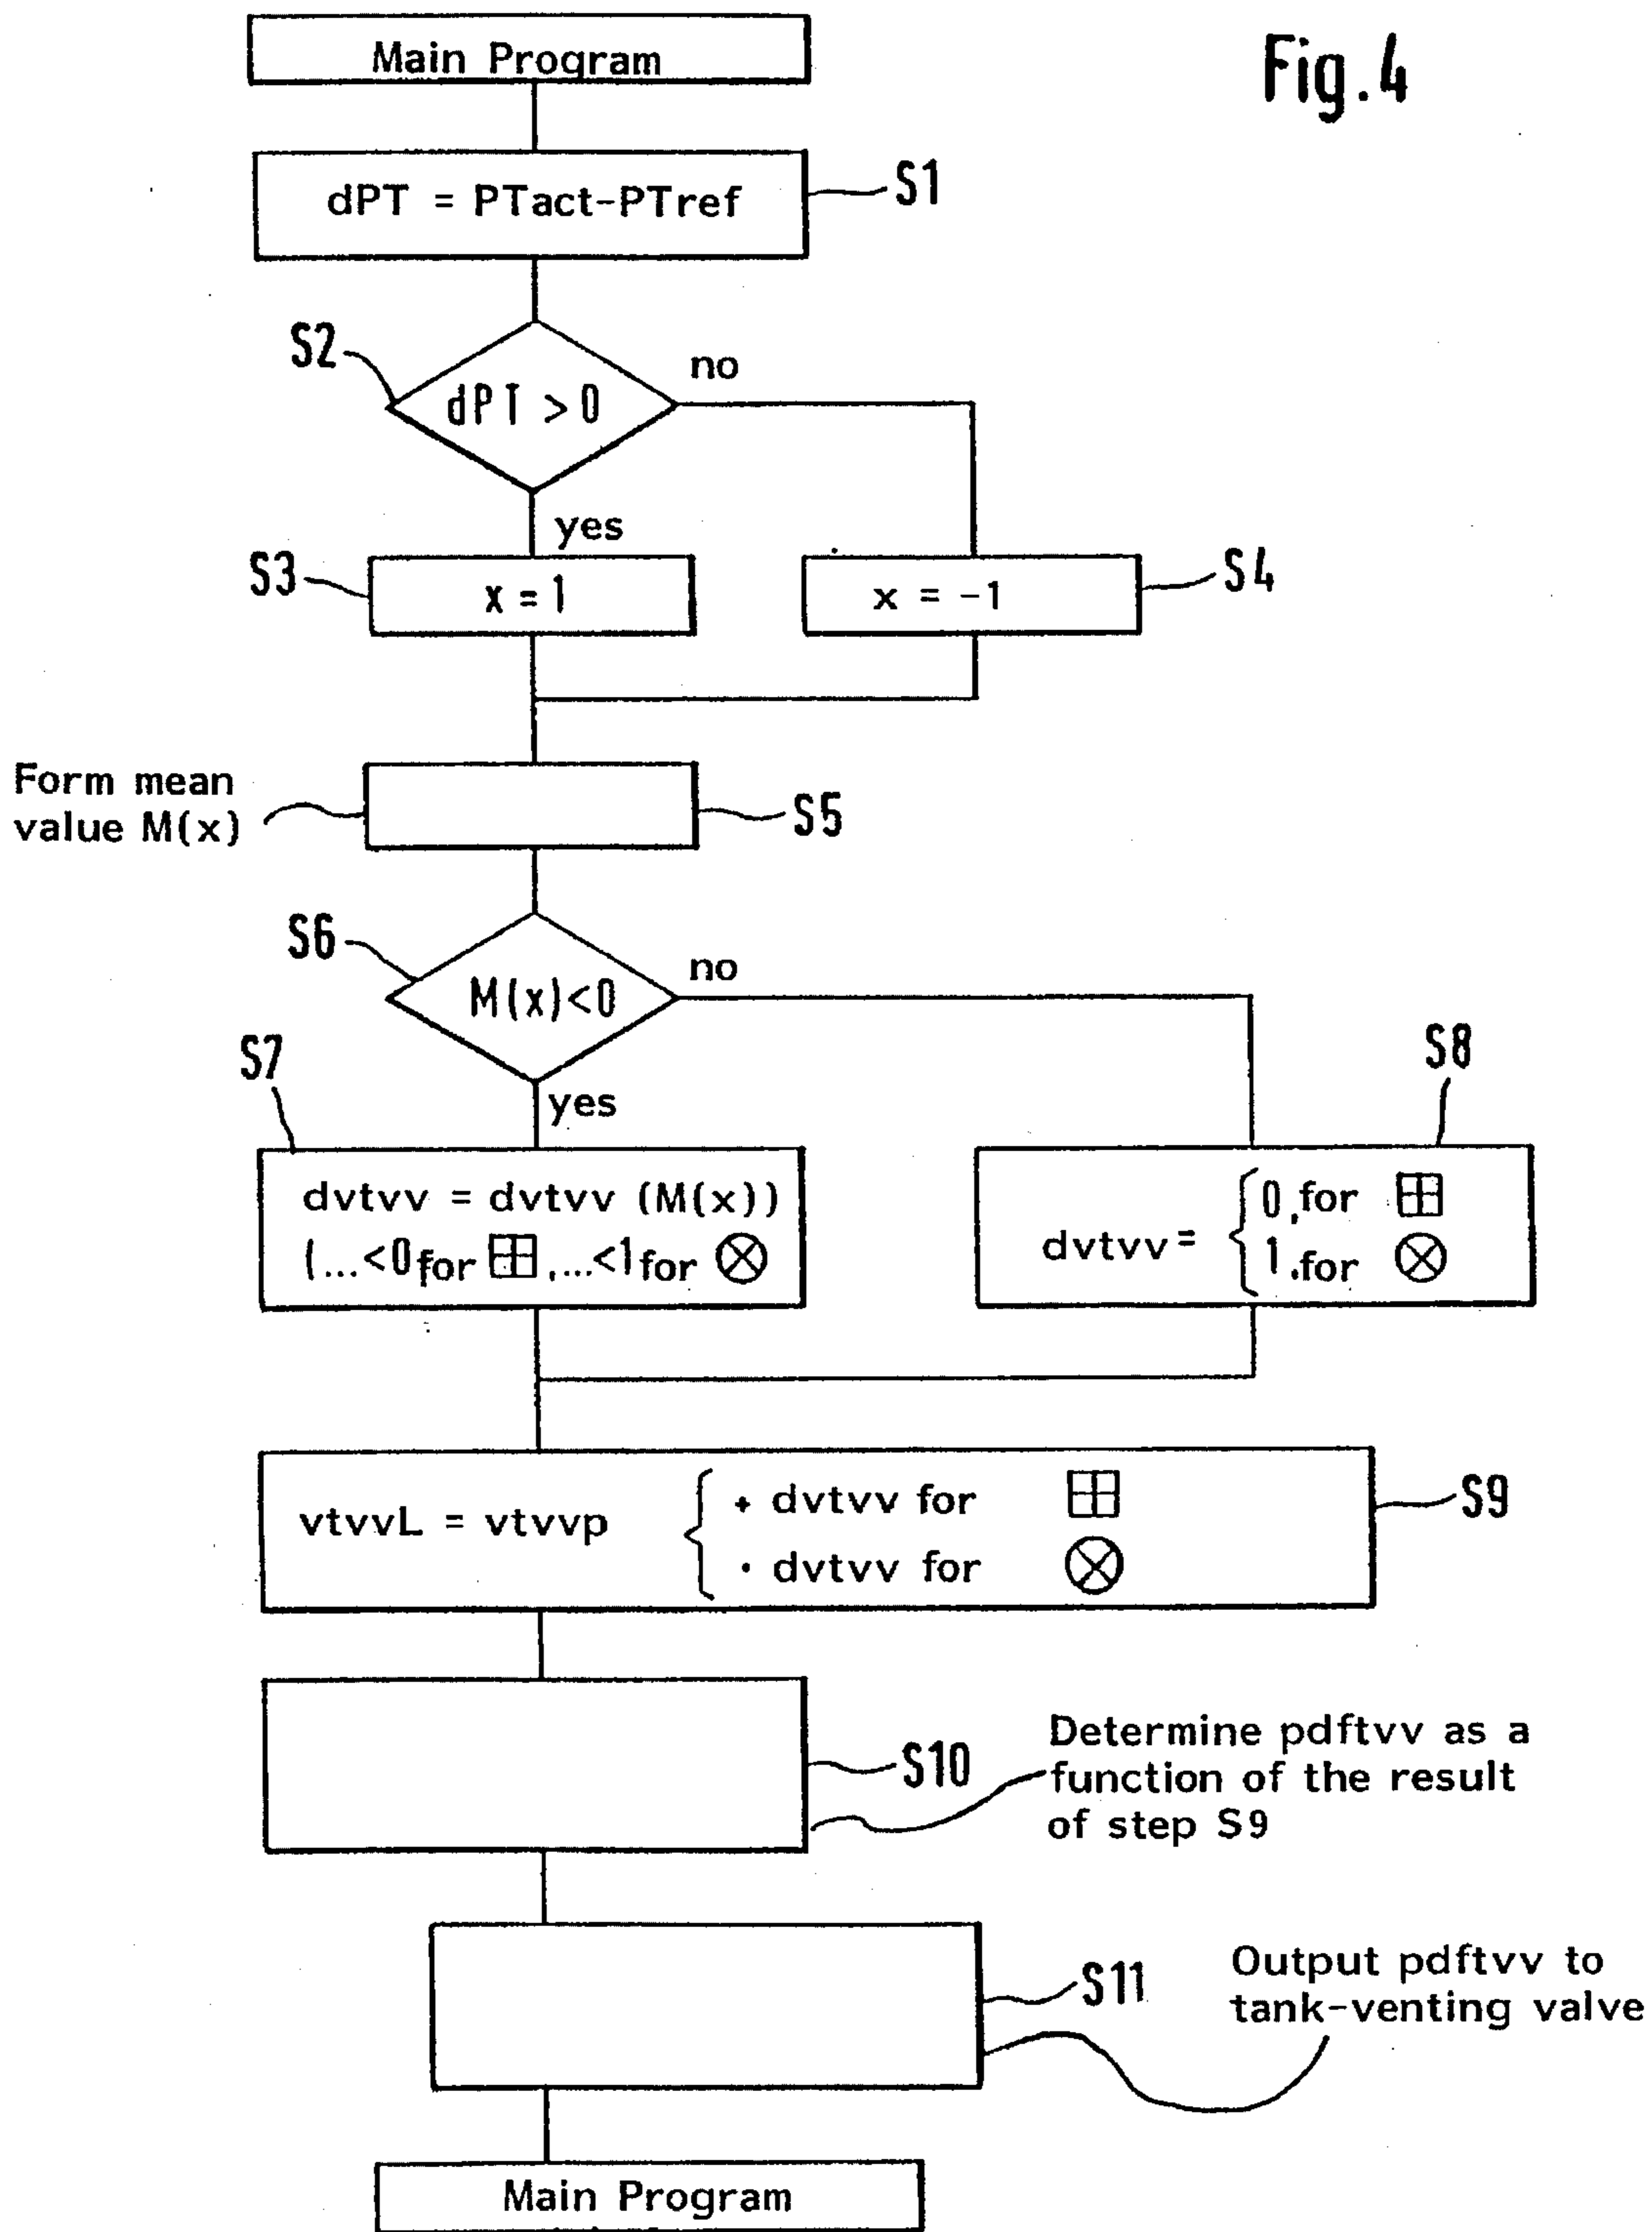 Main Program
Fig.4
dPT = PTact-PTref
S1
S2
dPT > 0
no
yes
S3
x = 1
x = -1
S4
Form mean
value M(x)
S5
S6
M(x)<0
no
yes
S7
S8
dvtvv = dvtvv (M(x))
(...<0 for ⊞, ...<1 for ⊗
dvtvv = { 0, for ⊞
1, for ⊗
vtvvL = vtvvp { + dvtvv for ⊞
· dvtvv for ⊗
S9
S10
Determine pdftvv as a
function of the result
of step S9
S11
Output pdftvv to
tank-venting valve
Main Program